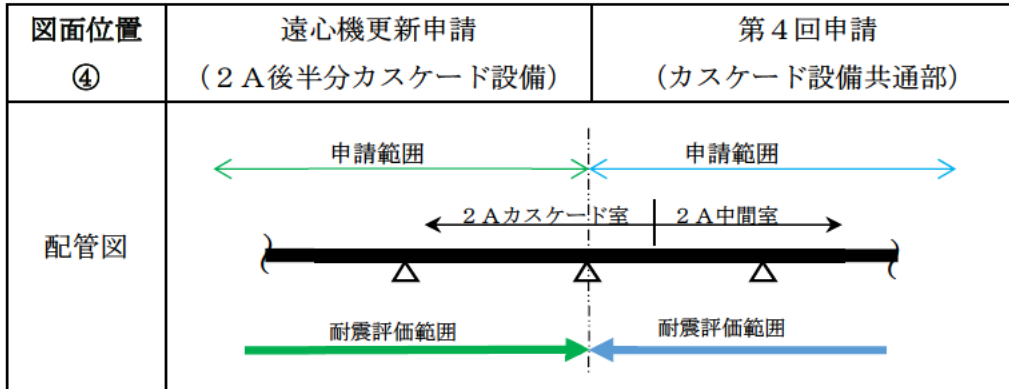 図面位置
④
遠心機更新申請
(2A後半分カスケード設備)
第4回申請
(カスケード設備共通部)
配管図
申請範囲
申請範囲
2Aカスケード室
2A中間室
耐震評価範囲
耐震評価範囲